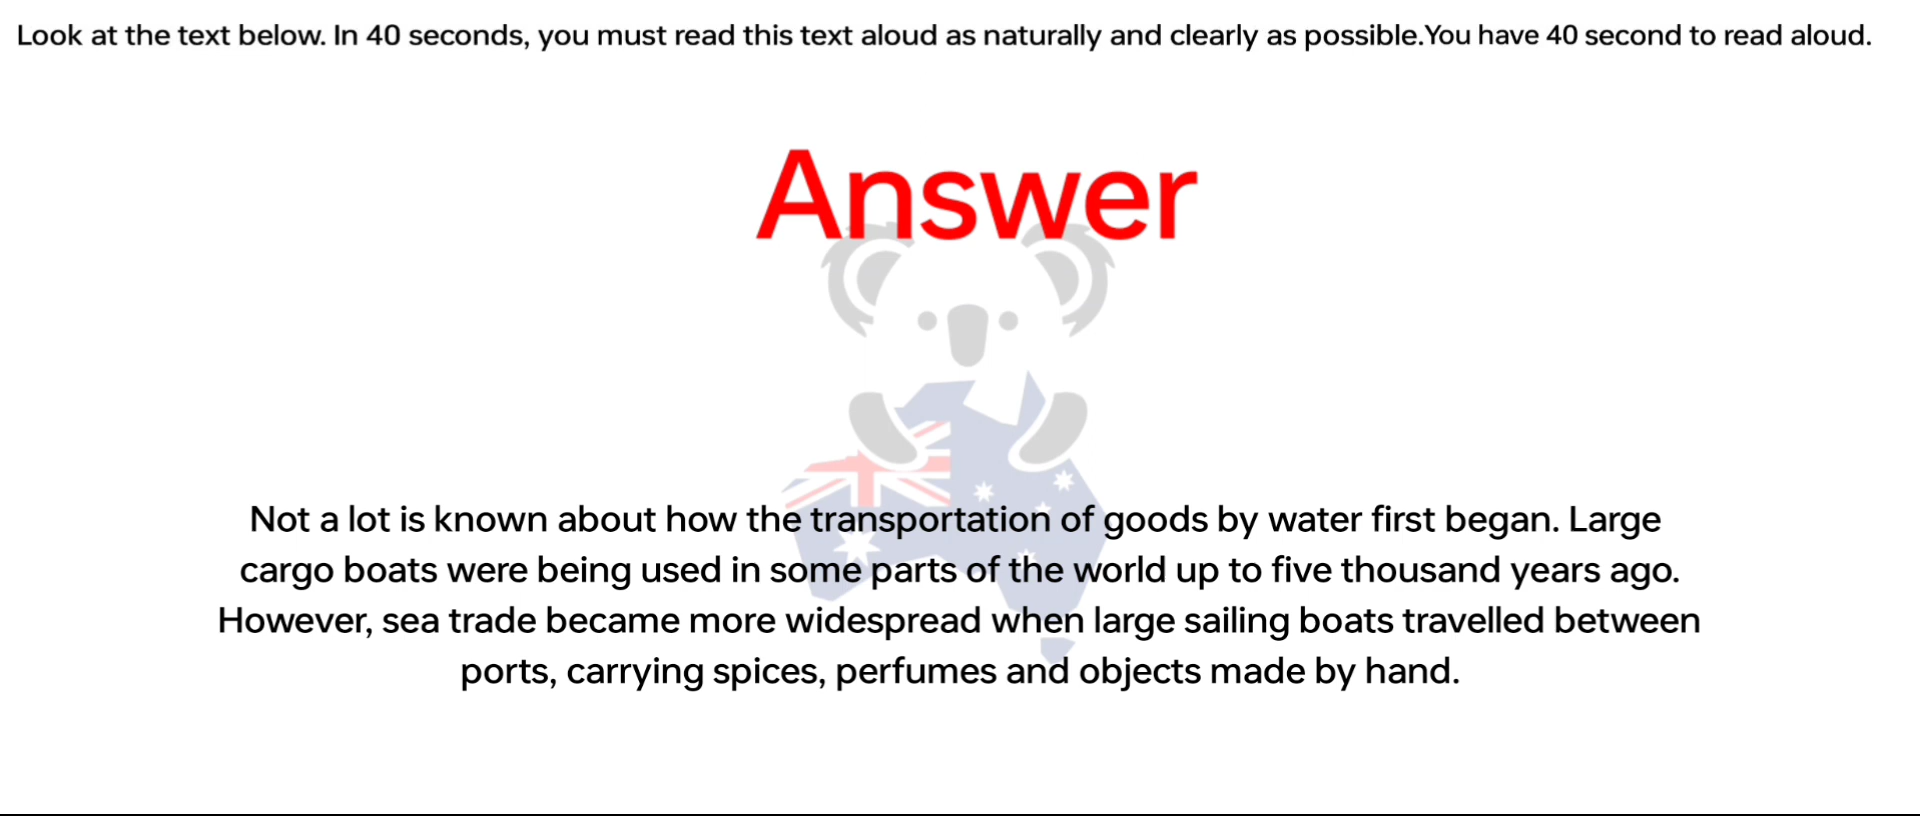 Look at the text below. In 40 seconds, you must read this text aloud as naturally and clearly as possible.You have 40 second to read aloud.
Answer
Not a lot is known about how the transportation of goods by water first began. Large
cargo boats were being used in some parts of the world up to five thousand years ago.
However, sea trade became more widespread when large sailing boats travelled between
ports, carrying spices, perfumes and objects made by hand.